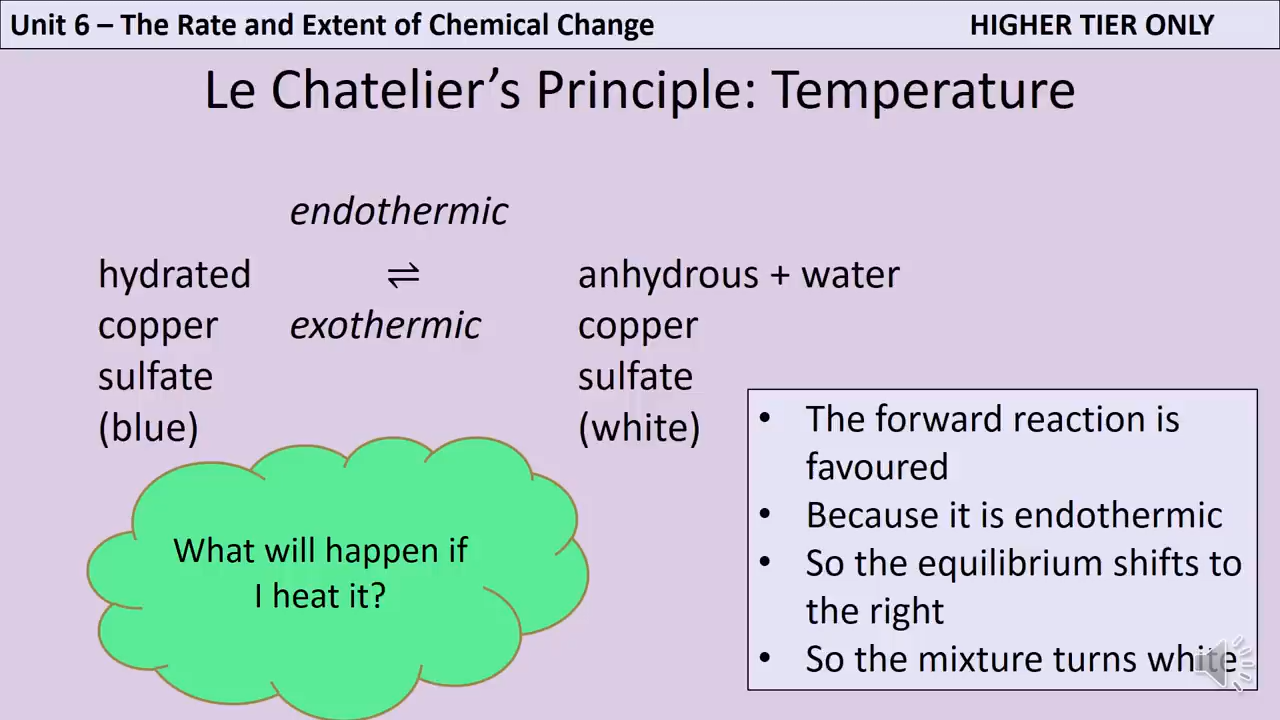 Unit 6 – The Rate and Extent of Chemical Change HIGHER TIER ONLY
Le Chatelier’s Principle: Temperature
endothermic
hydrated ⇌ anhydrous + water
copper exothermic copper
sulfate sulfate
(blue) (white)
What will happen if
I heat it?
• The forward reaction is
favoured
• Because it is endothermic
• So the equilibrium shifts to
the right
• So the mixture turns white